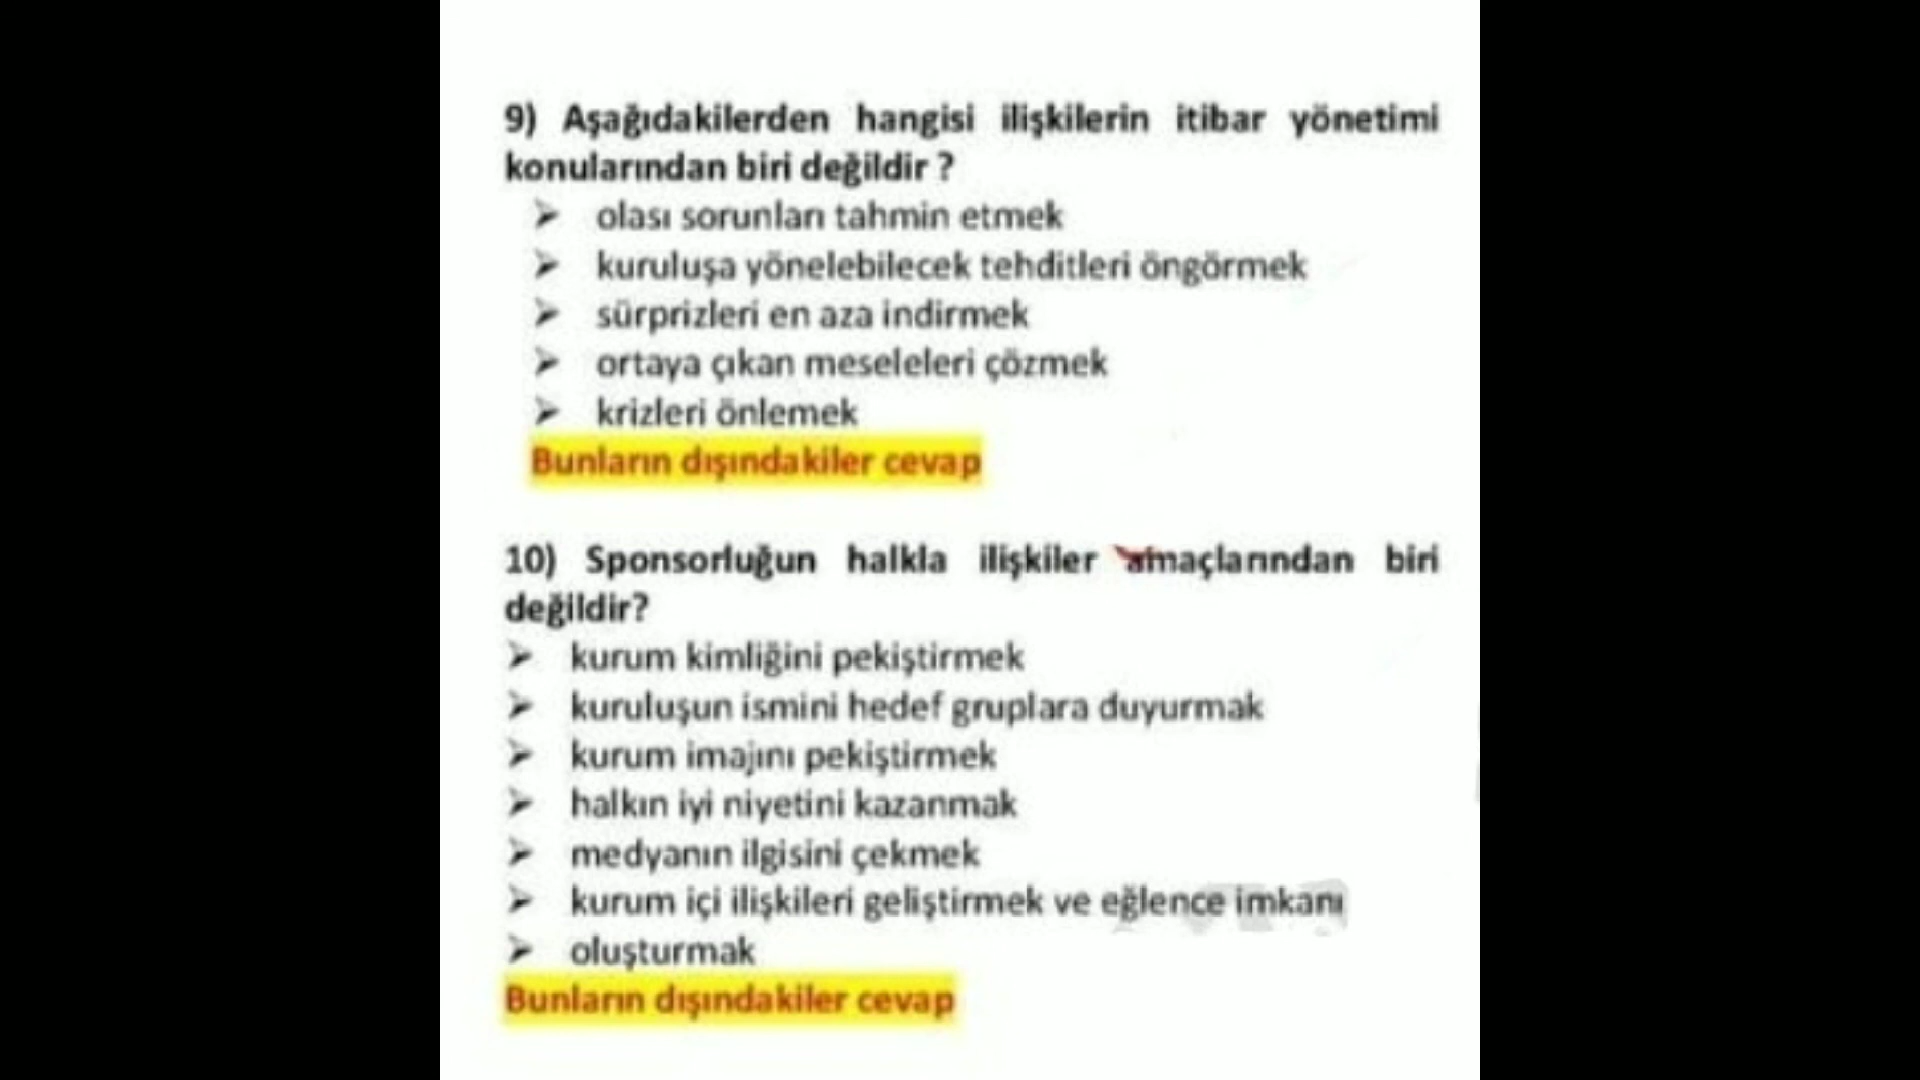 9) Aşağıdakilerden hangisi ilişkilerin itibar yönetimi
konularından biri değildir ?
➤ olası sorunları tahmin etmek
➤ kuruluşa yönelebilecek tehditleri öngörmek
➤ sürprizleri en aza indirmek
➤ ortaya çıkan meseleleri çözmek
➤ krizleri önlemek
Bunların dışındakiler cevap
10) Sponsorluğun halkla ilişkiler amaçlarından biri
değildir?
➤ kurum kimliğini pekiştirmek
➤ kuruluşun ismini hedef gruplara duyurmak
➤ kurum imajını pekiştirmek
➤ halkın iyi niyetini kazanmak
➤ medyanın ilgisini çekmek
➤ kurum içi ilişkileri geliştirmek ve eğlence imkanı
➤ oluşturmak
Bunların dışındakiler cevap